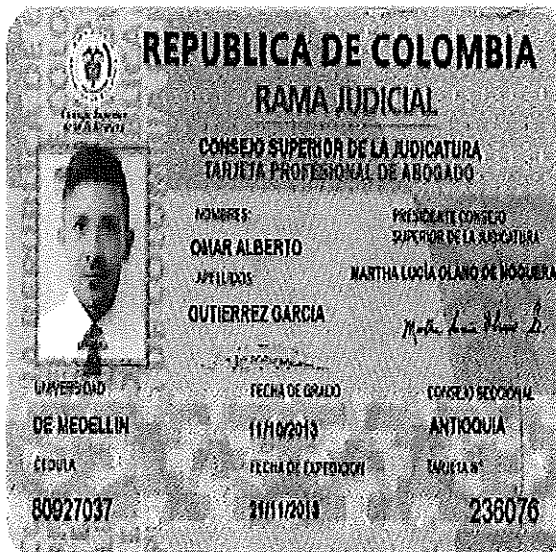 REPUBLICA DE COLOMBIA
RAMA JUDICIAL
CONSEJO SUPERIOR DE LA JUDICATURA
TARJETA PROFESIONAL DE ABOGADO
NOMBRES:
OMAR ALBERTO
APELLIDOS:
GUTIERREZ GARCIA
PRESIDENTE CONSEJO
SUPERIOR DE LA JUDICATURA
MARTHA LUCÍA OLANO DE NOGUERA
UNIVERSIDAD
DE MEDELLIN
FECHA DE GRADO
11/10/2013
CONSEJO SECCIONAL
ANTIOQUIA
CEDULA
80927037
FECHA DE EXPEDICION
21/11/2013
TARJETA N°
236076